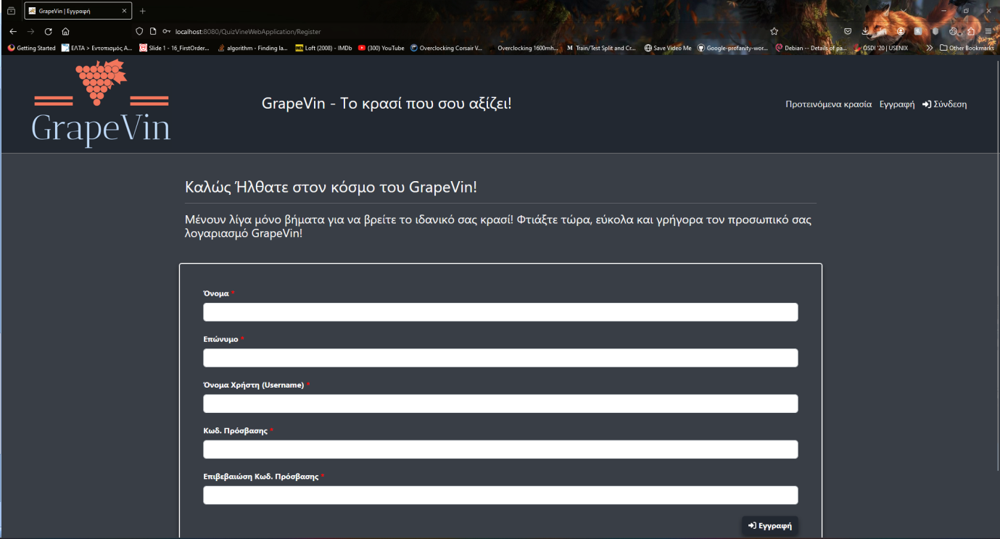 GrapeVin | Εγγραφή
localhost:8080/QuizVineWebApplication/Register
Getting Started ΕΛΤΑ > Εντοπισμός Α... Slide 1 - 16_FirstOrder... algorithm - Finding la... Loft (2008) - IMDb (300) YouTube Overclocking Corsair V... Overclocking 1600mh... M Train/Test Split and Cr... Save Video Me Google-profanity-wor... Debian -- Details of pa... OSDI '20 | USENIX Other Bookmarks
GrapeVin
GrapeVin - Το κρασί που σου αξίζει!
Προτεινόμενα κρασία Εγγραφή Σύνδεση
Καλώς Ήλθατε στον κόσμο του GrapeVin!
Μένουν λίγα μόνο βήματα για να βρείτε το ιδανικό σας κρασί! Φτιάξτε τώρα, εύκολα και γρήγορα τον προσωπικό σας
λογαριασμό GrapeVin!
Όνομα *
Επώνυμο *
Όνομα Χρήστη (Username) *
Κωδ. Πρόσβασης *
Επιβεβαιώση Κωδ. Πρόσβασης *
Εγγραφή